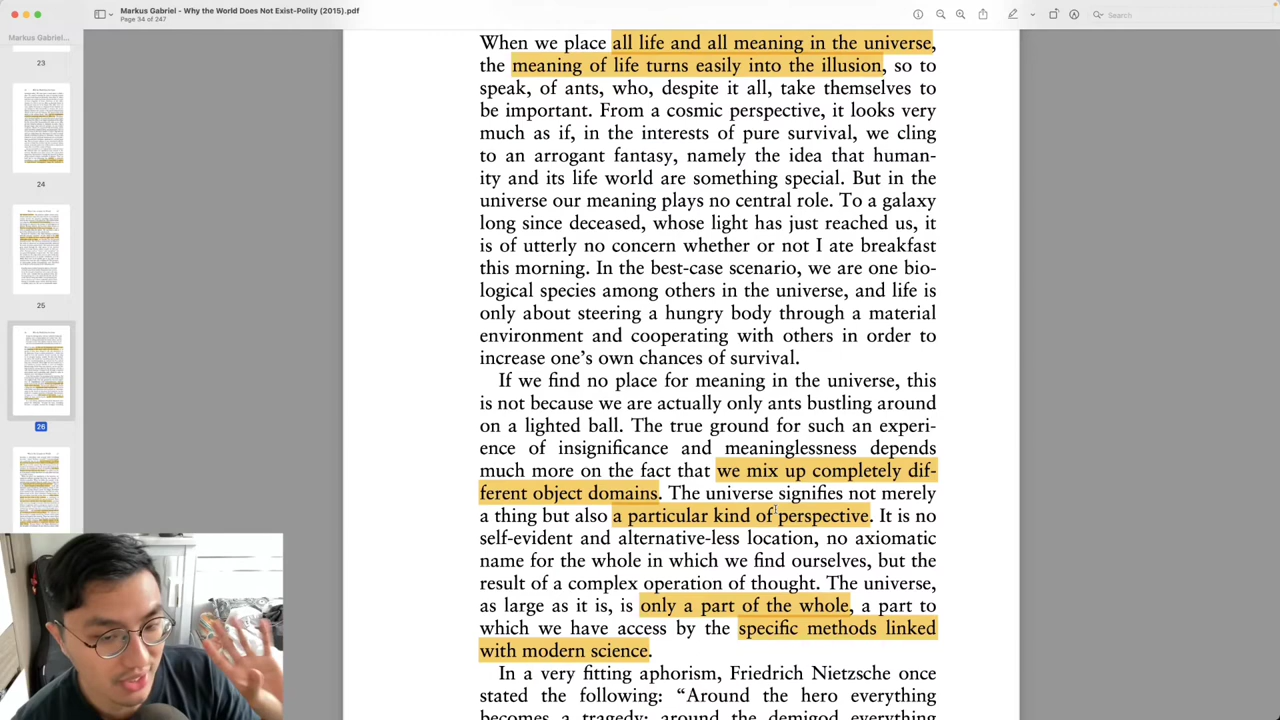 Markus Gabriel - Why the World Does Not Exist-Polity (2015).pdf
Page 34 of 247
Search
Markus Gabriel...
23
24
25
26
When we place all life and all meaning in the universe,
the meaning of life turns easily into the illusion, so to
speak, of ants, who, despite it all, take themselves to
be important. From a cosmic perspective, it looks very
much as if, in the interests of pure survival, we cling
to an arrogant fantasy, namely the idea that human-
ity and its life world are something special. But in the
universe our meaning plays no central role. To a galaxy
long since deceased, whose light has just reached us, it
is of utterly no concern whether or not I ate breakfast
this morning. In the best-case scenario, we are one bio-
logical species among others in the universe, and life is
only about steering a hungry body through a material
environment and cooperating with others in order to
increase one's own chances of survival.
If we find no place for meaning in the universe, this
is not because we are actually only ants bustling around
on a lighted ball. The true ground for such an experi-
ence of insignificance and meaninglessness depends
much more on the fact that we mix up completely dif-
ferent object domains. The universe signifies not merely
a thing but also a particular kind of perspective. It is no
self-evident and alternative-less location, no axiomatic
name for the whole in which we find ourselves, but the
result of a complex operation of thought. The universe,
as large as it is, is only a part of the whole, a part to
which we have access by the specific methods linked
with modern science.
In a very fitting aphorism, Friedrich Nietzsche once
stated the following: “Around the hero everything
becomes a tragedy; around the demigod everything